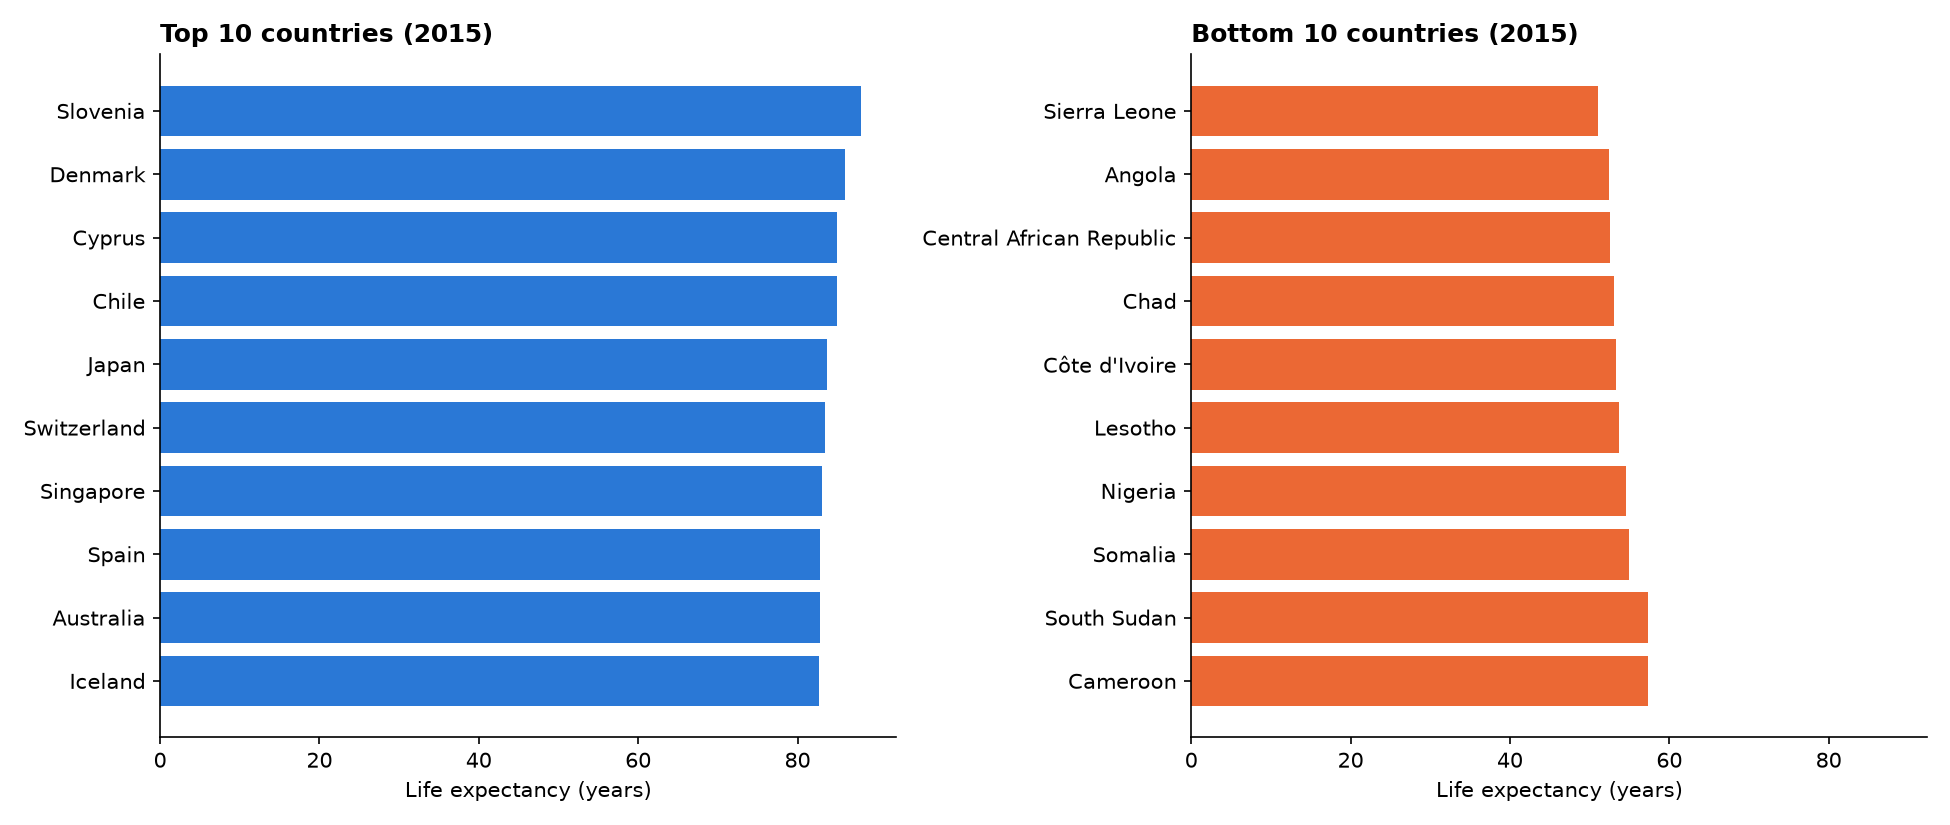 Top 10 countries (2015)
Slovenia
Denmark
Cyprus
Chile
Japan
Switzerland
Singapore
Spain
Australia
Iceland
0 20 40 60 80
Life expectancy (years)
Bottom 10 countries (2015)
Sierra Leone
Angola
Central African Republic
Chad
Côte d'Ivoire
Lesotho
Nigeria
Somalia
South Sudan
Cameroon
0 20 40 60 80
Life expectancy (years)